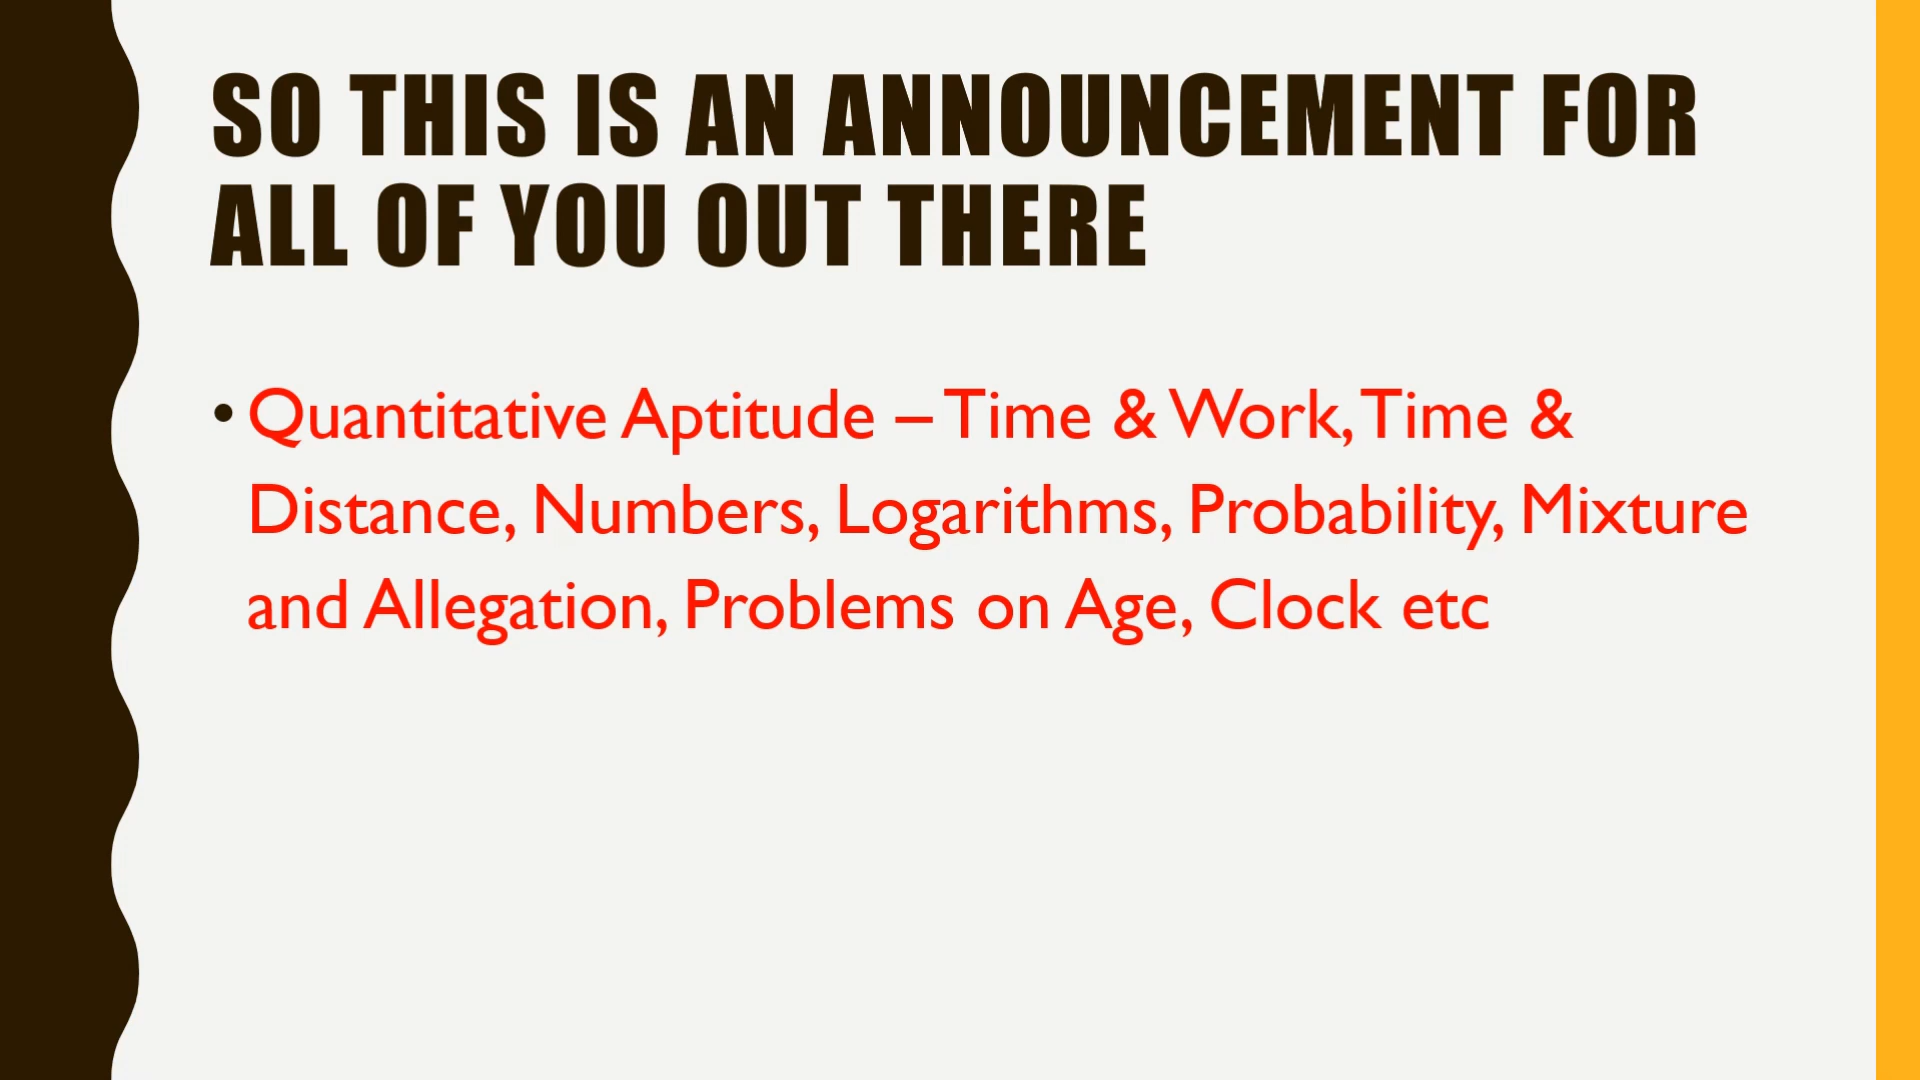 SO THIS IS AN ANNOUNCEMENT FOR
ALL OF YOU OUT THERE
• Quantitative Aptitude – Time & Work, Time &
Distance, Numbers, Logarithms, Probability, Mixture
and Allegation, Problems on Age, Clock etc